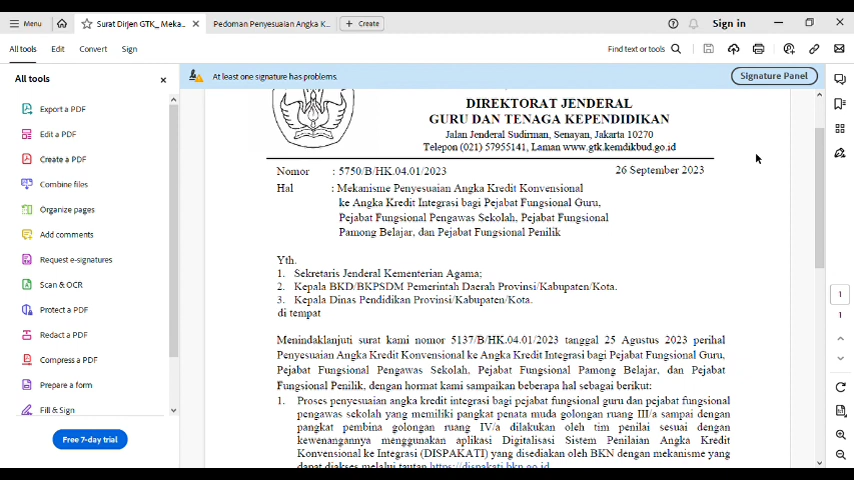 Menu
Surat Dirjen GTK_ Meka...
Pedoman Penyesuaian Angka K...
+ Create
Sign in
All tools
Edit
Convert
Sign
Find text or tools
All tools
At least one signature has problems.
Signature Panel
Export a PDF
Edit a PDF
Create a PDF
Combine files
Organize pages
Add comments
Request e-signatures
Scan & OCR
Protect a PDF
Redact a PDF
Compress a PDF
Prepare a form
Fill & Sign
Free 7-day trial
DIREKTORAT JENDERAL
GURU DAN TENAGA KEPENDIDIKAN
Jalan Jenderal Sudirman, Senayan, Jakarta 10270
Telepon (021) 57955141, Laman www.gtk.kemdikbud.go.id
Nomor : 5750/B/HK.04.01/2023 26 September 2023
Hal : Mekanisme Penyesuaian Angka Kredit Konvensional
ke Angka Kredit Integrasi bagi Pejabat Fungsional Guru,
Pejabat Fungsional Pengawas Sekolah, Pejabat Fungsional
Pamong Belajar, dan Pejabat Fungsional Penilik
Yth.
1. Sekretaris Jenderal Kementerian Agama;
2. Kepala BKD/BKPSDM Pemerintah Daerah Provinsi/Kabupaten/Kota.
3. Kepala Dinas Pendidikan Provinsi/Kabupaten/Kota.
di tempat
Menindaklanjuti surat kami nomor 5137/B/HK.04.01/2023 tanggal 25 Agustus 2023 perihal
Penyesuaian Angka Kredit Konvensional ke Angka Kredit Integrasi bagi Pejabat Fungsional Guru,
Pejabat Fungsional Pengawas Sekolah, Pejabat Fungsional Pamong Belajar, dan Pejabat
Fungsional Penilik, dengan hormat kami sampaikan beberapa hal sebagai berikut:
1. Proses penyesuaian angka kredit integrasi bagi pejabat fungsional guru dan pejabat fungsional
pengawas sekolah yang memiliki pangkat penata muda golongan ruang III/a sampai dengan
pangkat pembina golongan ruang IV/a dilakukan oleh tim penilai sesuai dengan
kewenangannya menggunakan aplikasi Digitalisasi Sistem Penilaian Angka Kredit
Konvensional ke Integrasi (DISPAKATI) yang disediakan oleh BKN dengan mekanisme yang
dapat diakses melalui tautan https://dispakati.bkn.go.id
1
1